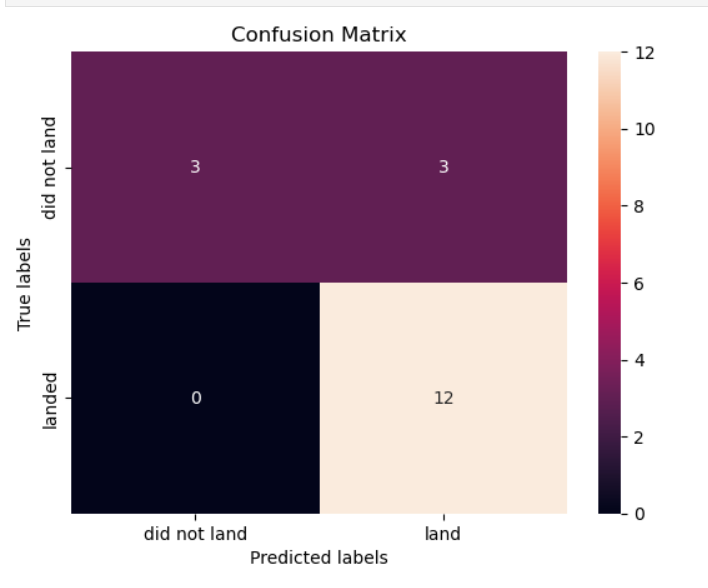 Confusion Matrix
did not land
landed
True labels
3 3
0 12
did not land land
Predicted labels
12
10
8
6
4
2
0